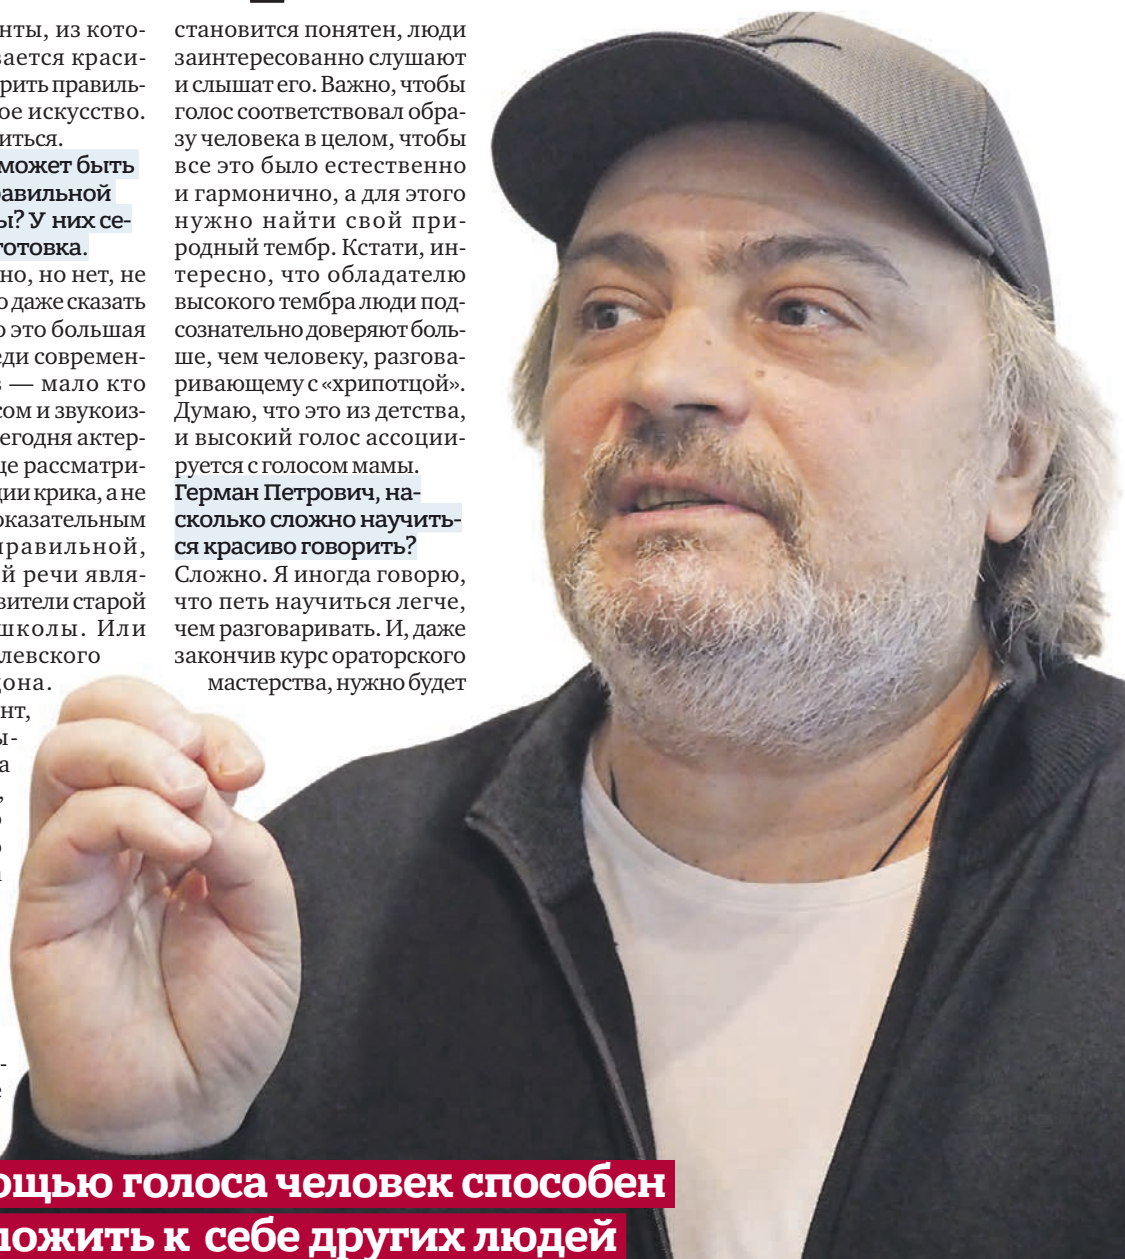 нты, из кото-
вается краси-
рить правиль-
ое искусство.
иться.
может быть
авильной
ы? У них се-
готовка.
но, но нет, не
о даже сказать
о это большая
еди современ-
в — мало кто
сом и звукоиз-
егодня актер-
це рассматри-
ции крика, а не
оказательным
правильной,
й речи явля-
вители старой
школы. Или
левского
дона.
нт,
ы-
а
,
становится понятен, люди
заинтересованно слушают
и слышат его. Важно, чтобы
голос соответствовал обра-
зу человека в целом, чтобы
все это было естественно
и гармонично, а для этого
нужно найти свой при-
родный тембр. Кстати, ин-
тересно, что обладателю
высокого тембра люди под-
сознательно доверяют боль-
ше, чем человеку, разгова-
ривающему с «хрипотцой».
Думаю, что это из детства,
и высокий голос ассоции-
руется с голосом мамы.
Герман Петрович, на-
сколько сложно научить-
ся красиво говорить?
Сложно. Я иногда говорю,
что петь научиться легче,
чем разговаривать. И, даже
закончив курс ораторского
мастерства, нужно будет
ощью голоса человек способен
ложить к себе других людей